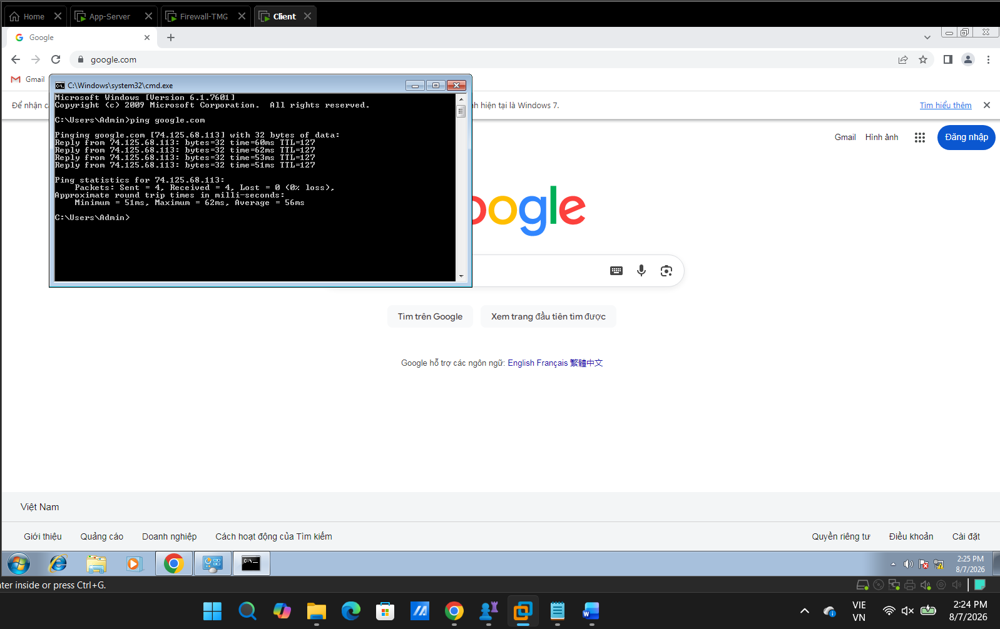 Home
App-Server
Firewall-TMG
Client
Google
google.com
Gmail
C:\Windows\system32\cmd.exe
Để nhận c
nh hiện tại là Windows 7.
Tìm hiểu thêm
Microsoft Windows [Version 6.1.7601]
Copyright (c) 2009 Microsoft Corporation.  All rights reserved.
C:\Users\Admin>ping google.com
Pinging google.com [74.125.68.113] with 32 bytes of data:
Reply from 74.125.68.113: bytes=32 time=60ms TTL=127
Reply from 74.125.68.113: bytes=32 time=62ms TTL=127
Reply from 74.125.68.113: bytes=32 time=53ms TTL=127
Reply from 74.125.68.113: bytes=32 time=51ms TTL=127
Ping statistics for 74.125.68.113:
    Packets: Sent = 4, Received = 4, Lost = 0 (0% loss),
Approximate round trip times in milli-seconds:
    Minimum = 51ms, Maximum = 62ms, Average = 56ms
C:\Users\Admin>
Gmail
Hình ảnh
Đăng nhập
oogle
Tìm trên Google
Xem trang đầu tiên tìm được
Google hỗ trợ các ngôn ngữ: English Français 繁體中文
Việt Nam
Giới thiệu
Quảng cáo
Doanh nghiệp
Cách hoạt động của Tìm kiếm
Quyền riêng tư
Điều khoản
Cài đặt
2:25 PM
8/7/2026
nter inside or press Ctrl+G.
VIE
VN
2:24 PM
8/7/2026